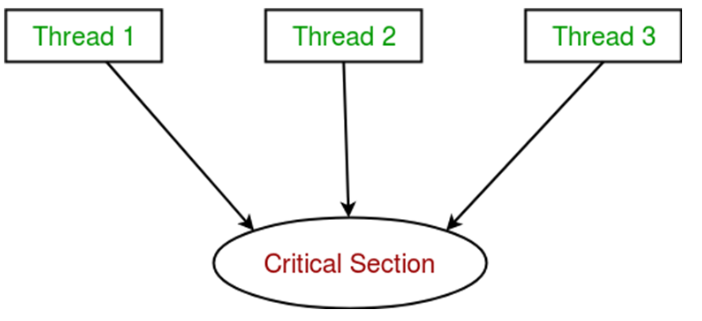 Thread 1
Thread 2
Thread 3
Critical Section